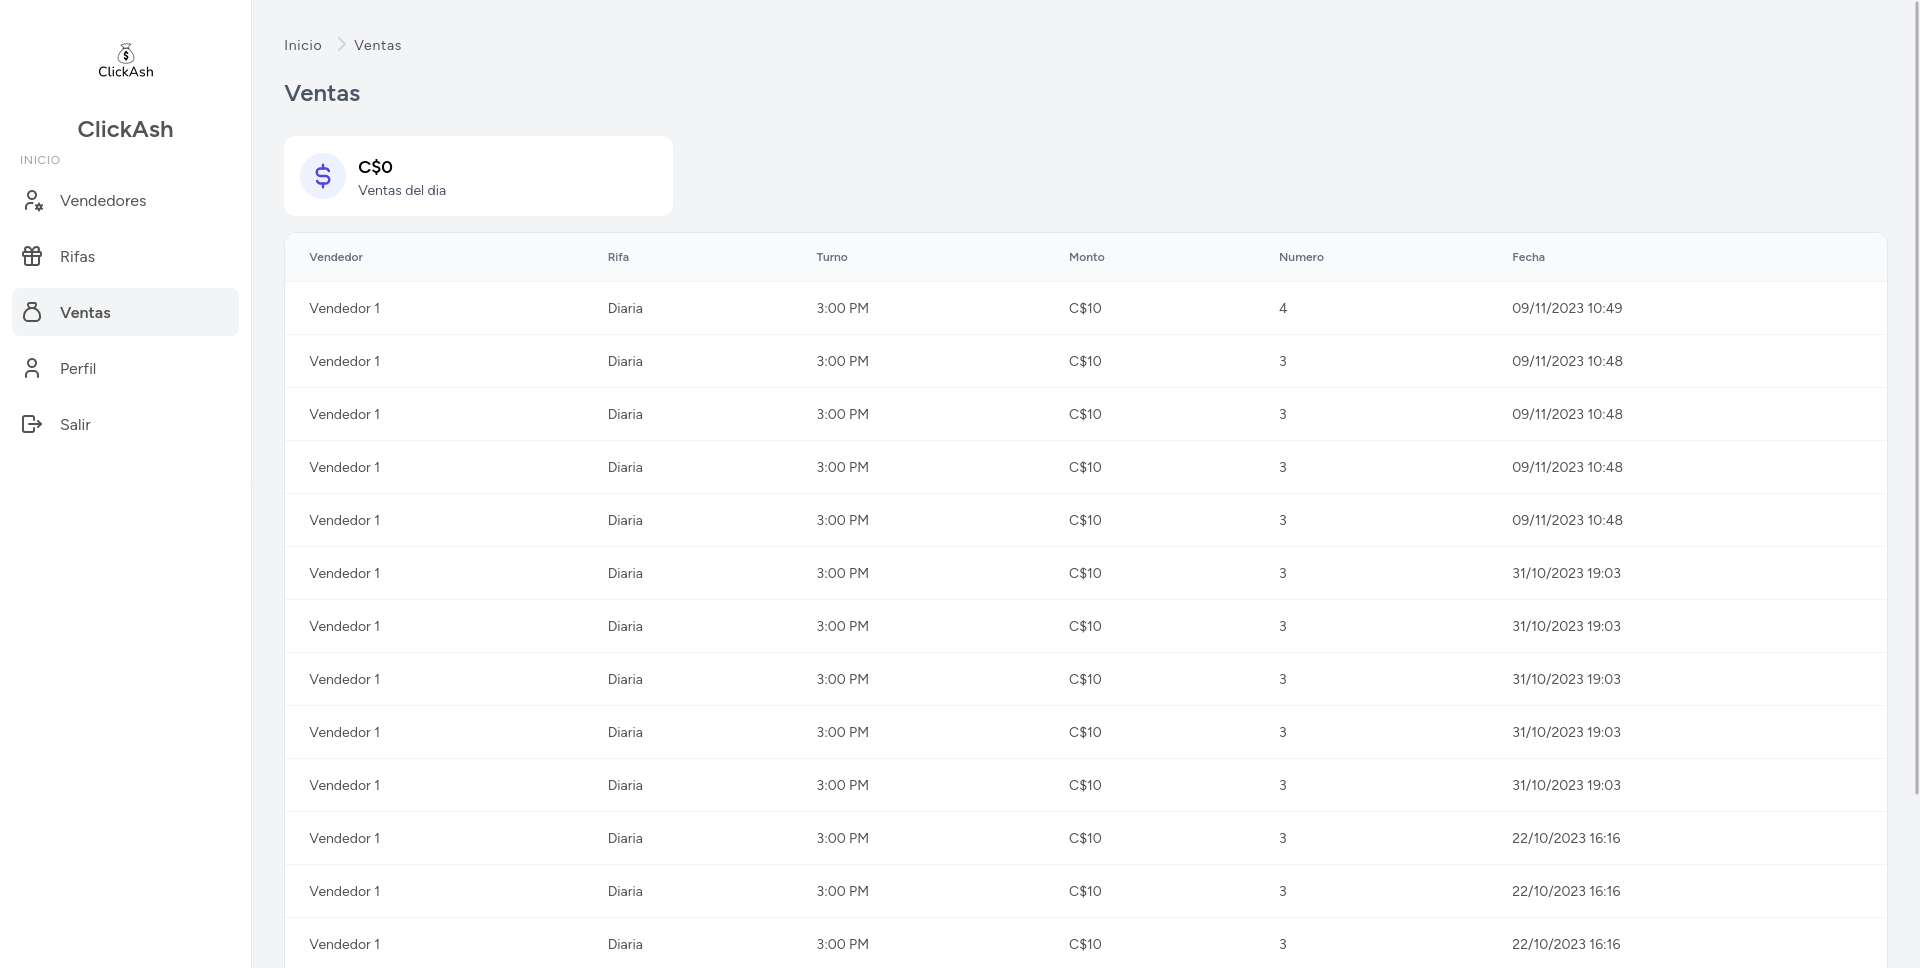 ClickAsh
ClickAsh
INICIO
Vendedores
Rifas
Ventas
Perfil
Salir
Inicio Ventas
Ventas
C$0
Ventas del dia
Vendedor Rifa Turno Monto Numero Fecha
Vendedor 1 Diaria 3:00 PM C$10 4 09/11/2023 10:49
Vendedor 1 Diaria 3:00 PM C$10 3 09/11/2023 10:48
Vendedor 1 Diaria 3:00 PM C$10 3 09/11/2023 10:48
Vendedor 1 Diaria 3:00 PM C$10 3 09/11/2023 10:48
Vendedor 1 Diaria 3:00 PM C$10 3 09/11/2023 10:48
Vendedor 1 Diaria 3:00 PM C$10 3 31/10/2023 19:03
Vendedor 1 Diaria 3:00 PM C$10 3 31/10/2023 19:03
Vendedor 1 Diaria 3:00 PM C$10 3 31/10/2023 19:03
Vendedor 1 Diaria 3:00 PM C$10 3 31/10/2023 19:03
Vendedor 1 Diaria 3:00 PM C$10 3 31/10/2023 19:03
Vendedor 1 Diaria 3:00 PM C$10 3 22/10/2023 16:16
Vendedor 1 Diaria 3:00 PM C$10 3 22/10/2023 16:16
Vendedor 1 Diaria 3:00 PM C$10 3 22/10/2023 16:16